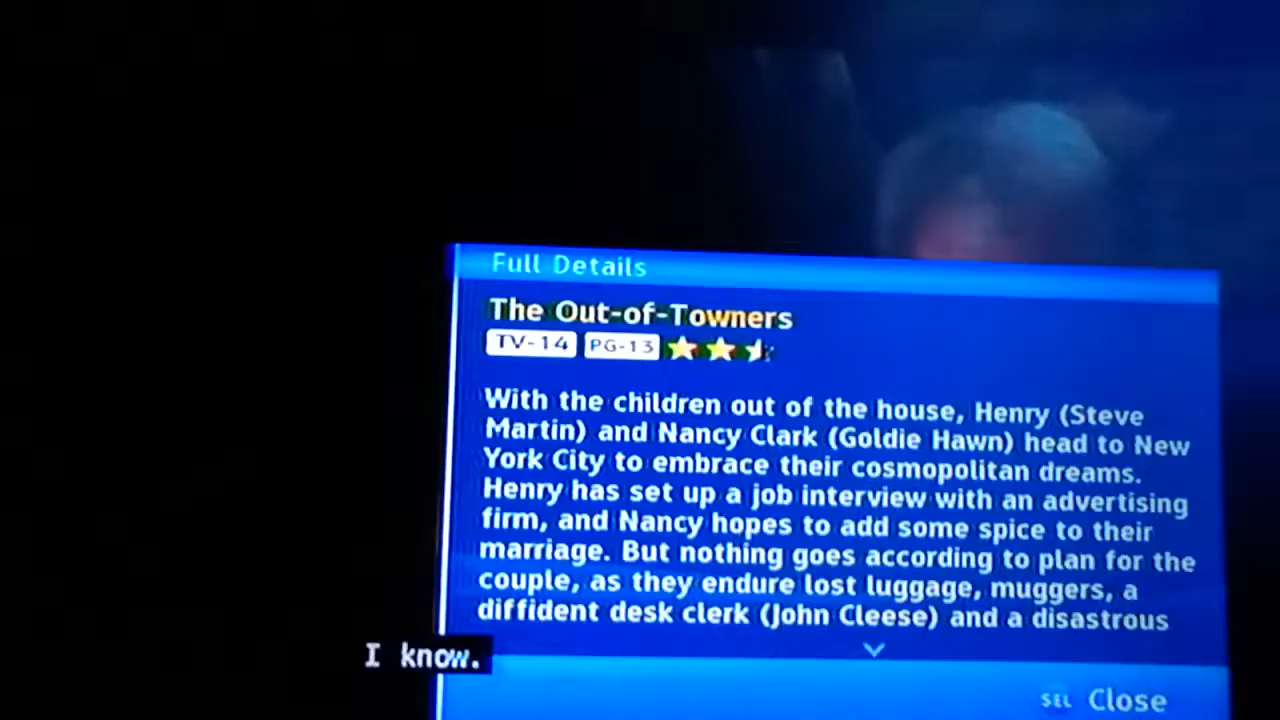 Full Details
The Out-of-Towners
TV-14 PG-13
With the children out of the house, Henry (Steve
Martin) and Nancy Clark (Goldie Hawn) head to New
York City to embrace their cosmopolitan dreams.
Henry has set up a job interview with an advertising
firm, and Nancy hopes to add some spice to their
marriage. But nothing goes according to plan for the
couple, as they endure lost luggage, muggers, a
diffident desk clerk (John Cleese) and a disastrous
I know.
SEL Close